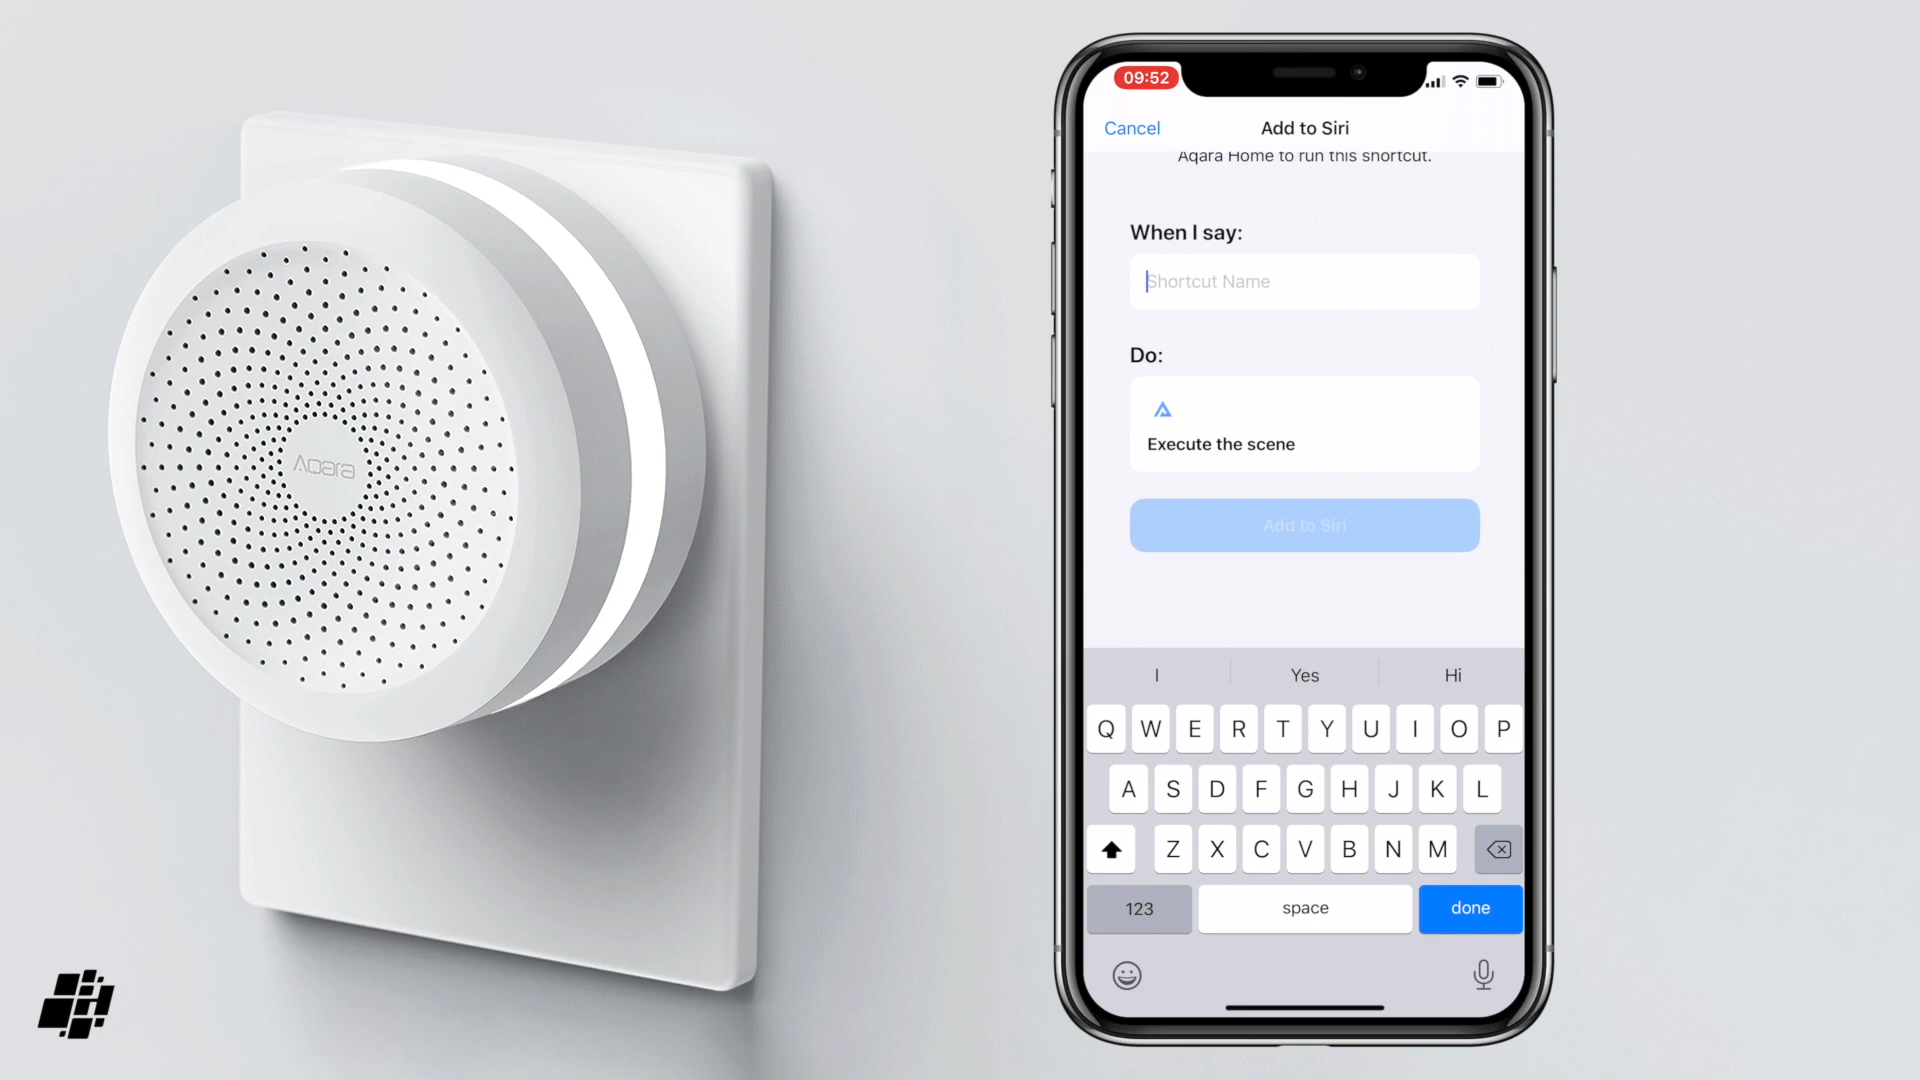 Aqara
09:52
Cancel
Add to Siri
Aqara Home to run this shortcut.
When I say:
Shortcut Name
Do:
Execute the scene
Add to Siri
I Yes Hi
Q W E R T Y U I O P
A S D F G H J K L
Z X C V B N M
123 space done